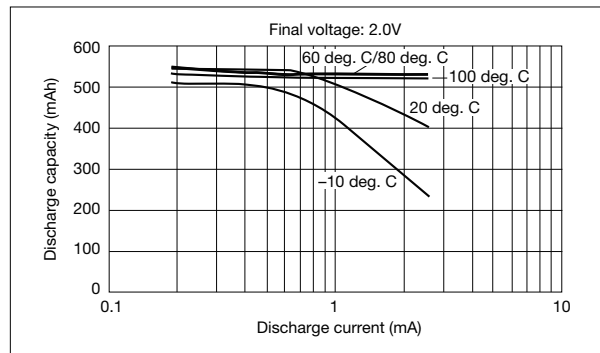 Final voltage: 2.0V
600
500
400
300
200
100
0
Discharge capacity (mAh)
60 deg. C/80 deg. C
100 deg. C
20 deg. C
–10 deg. C
0.1
1
10
Discharge current (mA)